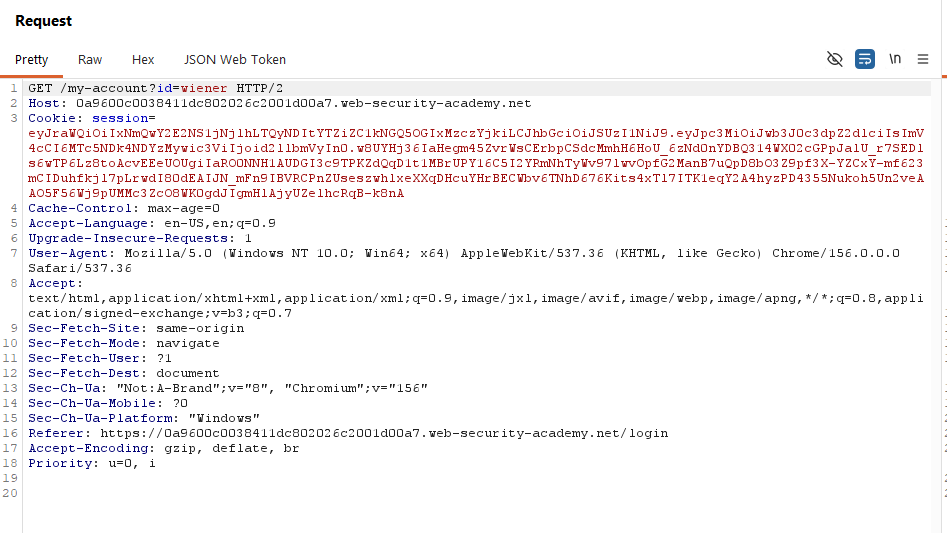 Request
Pretty Raw Hex JSON Web Token \n
1 GET /my-account?id=wiener HTTP/2
2 Host: 0a9600c0038411dc802026c2001d00a7.web-security-academy.net
3 Cookie: session=
4 Cache-Control: max-age=0
5 Accept-Language: en-US,en;q=0.9
6 Upgrade-Insecure-Requests: 1
7 User-Agent: Mozilla/5.0 (Windows NT 10.0; Win64; x64) AppleWebKit/537.36 (KHTML, like Gecko) Chrome/156.0.0.0
Safari/537.36
8 Accept:
text/html,application/xhtml+xml,application/xml;q=0.9,image/jxl,image/avif,image/webp,image/apng,*/*;q=0.8,appli
cation/signed-exchange;v=b3;q=0.7
9 Sec-Fetch-Site: same-origin
10 Sec-Fetch-Mode: navigate
11 Sec-Fetch-User: ?1
12 Sec-Fetch-Dest: document
13 Sec-Ch-Ua: "Not:A-Brand";v="8", "Chromium";v="156"
14 Sec-Ch-Ua-Mobile: ?0
15 Sec-Ch-Ua-Platform: "Windows"
16 Referer: https://0a9600c0038411dc802026c2001d00a7.web-security-academy.net/login
17 Accept-Encoding: gzip, deflate, br
18 Priority: u=0, i
19
20